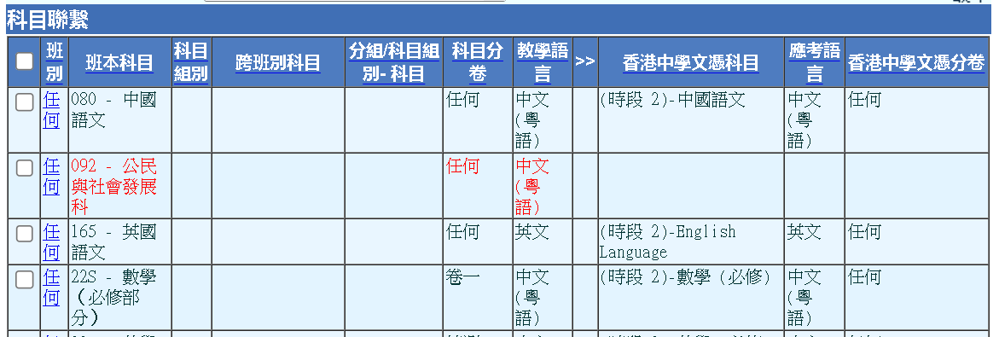 科目聯繫
班別 班本科目 科目組別 跨班別科目 分組/科目組別- 科目 科目分卷 教學語言 >> 香港中學文憑科目 應考語言 香港中學文憑分卷
任何 080 - 中國語文 任何 中文(粵語) (時段 2)-中國語文 中文(粵語) 任何
任何 092 - 公民與社會發展科 任何 中文(粵語)
任何 165 - 英國語文 任何 英文 (時段 2)-English Language 英文 任何
任何 22S - 數學（必修部分） 卷一 中文(粵語) (時段 2)-數學 (必修) 中文(粵語) 任何